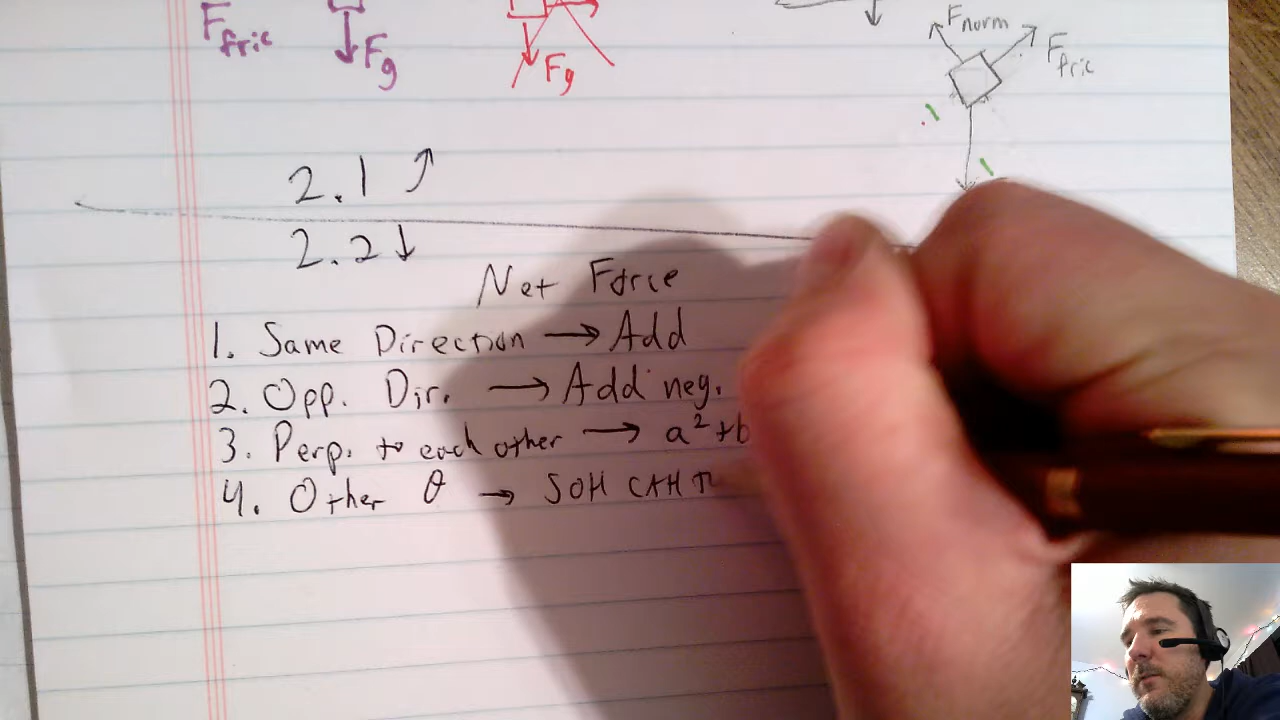 Ffric
Fg
Fg
Fnorm
Ffric
2.1
2.2
Net Force
1. Same Direction → Add
2. Opp. Dir. → Add neg.
3. Perp. to each other → a²+b
4. Other θ → SOH CAH